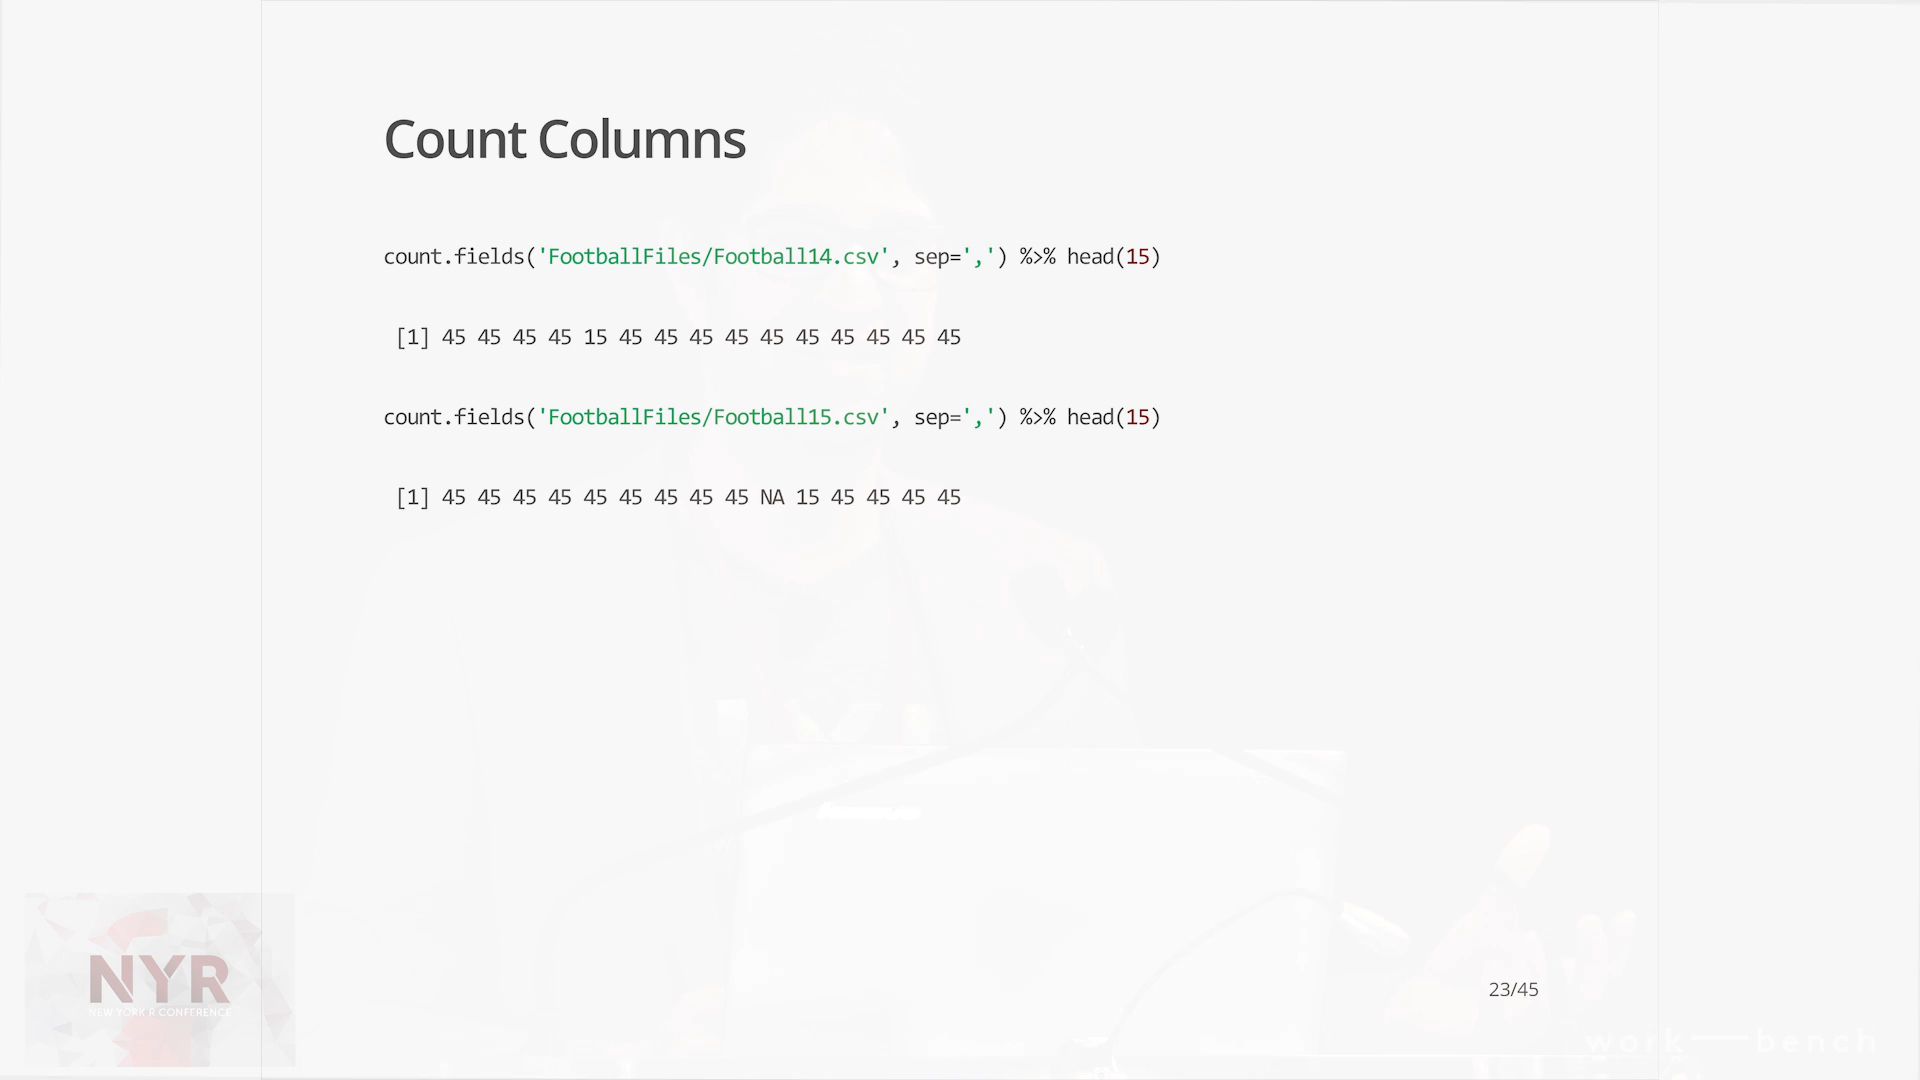 Count Columns
count.fields('FootballFiles/Football14.csv', sep=',') %>% head(15)
[1] 45 45 45 45 15 45 45 45 45 45 45 45 45 45 45
count.fields('FootballFiles/Football15.csv', sep=',') %>% head(15)
[1] 45 45 45 45 45 45 45 45 45 NA 15 45 45 45 45
23/45
NYR
NEW YORK R CONFERENCE
work—bench